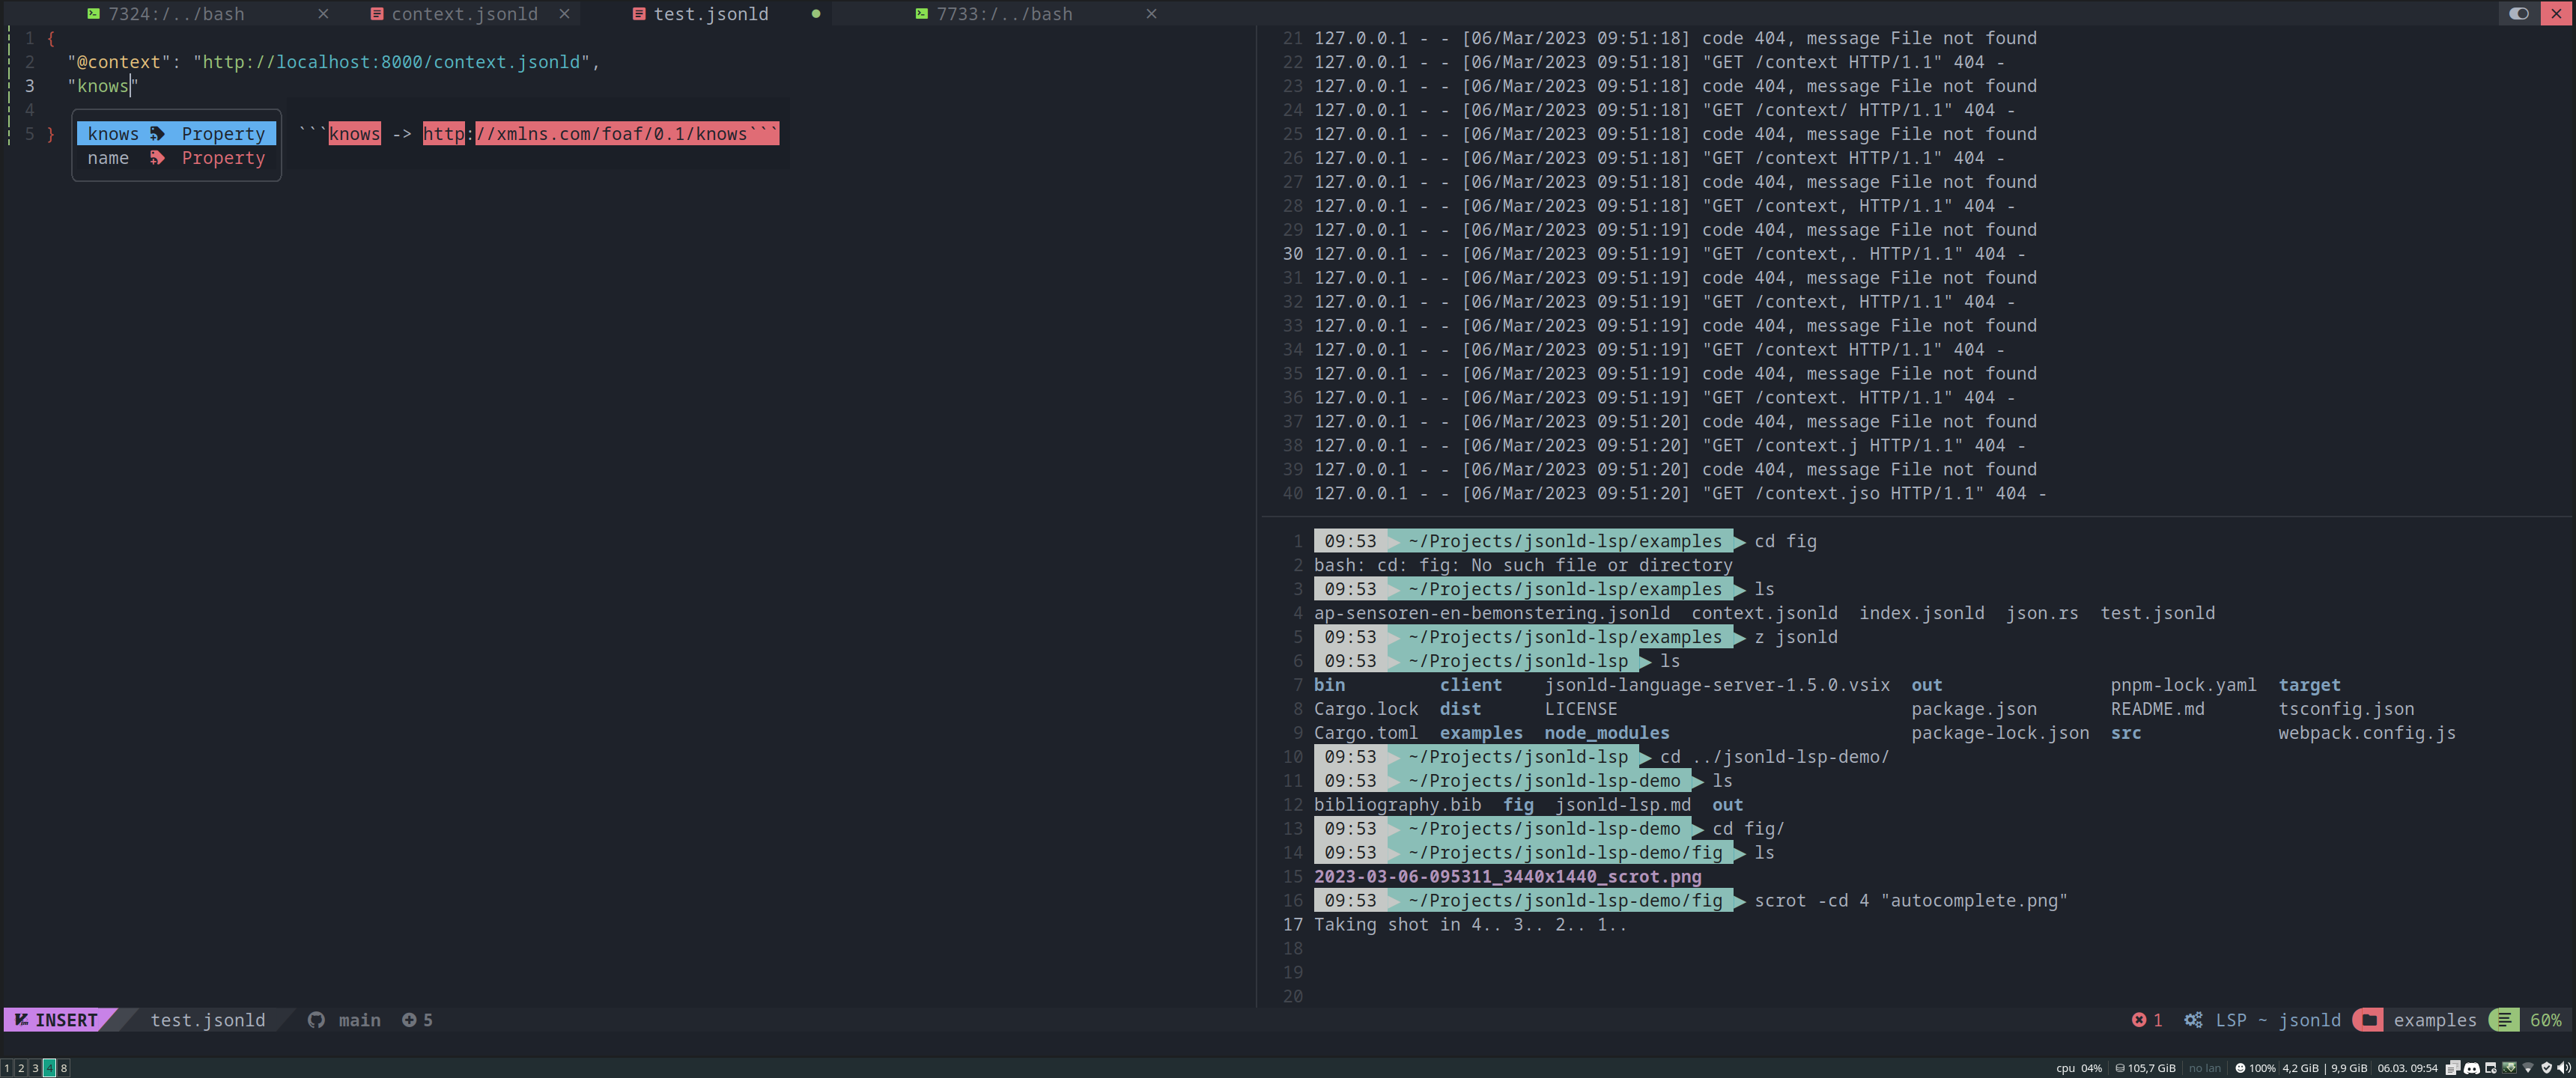 7324:/../bash × context.jsonld × test.jsonld 7733:/../bash ×
1 {
2 "@context": "http://localhost:8000/context.jsonld",
3 "knows"
4
5 }
knows Property
name Property
```knows -> http://xmlns.com/foaf/0.1/knows```
21 127.0.0.1 - - [06/Mar/2023 09:51:18] code 404, message File not found
22 127.0.0.1 - - [06/Mar/2023 09:51:18] "GET /context HTTP/1.1" 404 -
23 127.0.0.1 - - [06/Mar/2023 09:51:18] code 404, message File not found
24 127.0.0.1 - - [06/Mar/2023 09:51:18] "GET /context/ HTTP/1.1" 404 -
25 127.0.0.1 - - [06/Mar/2023 09:51:18] code 404, message File not found
26 127.0.0.1 - - [06/Mar/2023 09:51:18] "GET /context HTTP/1.1" 404 -
27 127.0.0.1 - - [06/Mar/2023 09:51:18] code 404, message File not found
28 127.0.0.1 - - [06/Mar/2023 09:51:18] "GET /context, HTTP/1.1" 404 -
29 127.0.0.1 - - [06/Mar/2023 09:51:19] code 404, message File not found
30 127.0.0.1 - - [06/Mar/2023 09:51:19] "GET /context,. HTTP/1.1" 404 -
31 127.0.0.1 - - [06/Mar/2023 09:51:19] code 404, message File not found
32 127.0.0.1 - - [06/Mar/2023 09:51:19] "GET /context, HTTP/1.1" 404 -
33 127.0.0.1 - - [06/Mar/2023 09:51:19] code 404, message File not found
34 127.0.0.1 - - [06/Mar/2023 09:51:19] "GET /context HTTP/1.1" 404 -
35 127.0.0.1 - - [06/Mar/2023 09:51:19] code 404, message File not found
36 127.0.0.1 - - [06/Mar/2023 09:51:19] "GET /context. HTTP/1.1" 404 -
37 127.0.0.1 - - [06/Mar/2023 09:51:20] code 404, message File not found
38 127.0.0.1 - - [06/Mar/2023 09:51:20] "GET /context.j HTTP/1.1" 404 -
39 127.0.0.1 - - [06/Mar/2023 09:51:20] code 404, message File not found
40 127.0.0.1 - - [06/Mar/2023 09:51:20] "GET /context.jso HTTP/1.1" 404 -
1 09:53 ~/Projects/jsonld-lsp/examples cd fig
2 bash: cd: fig: No such file or directory
3 09:53 ~/Projects/jsonld-lsp/examples ls
4 ap-sensoren-en-bemonstering.jsonld context.jsonld index.jsonld json.rs test.jsonld
5 09:53 ~/Projects/jsonld-lsp/examples z jsonld
6 09:53 ~/Projects/jsonld-lsp ls
7 bin client jsonld-language-server-1.5.0.vsix out pnpm-lock.yaml target
8 Cargo.lock dist LICENSE package.json README.md tsconfig.json
9 Cargo.toml examples node_modules package-lock.json src webpack.config.js
10 09:53 ~/Projects/jsonld-lsp cd ../jsonld-lsp-demo/
11 09:53 ~/Projects/jsonld-lsp-demo ls
12 bibliography.bib fig jsonld-lsp.md out
13 09:53 ~/Projects/jsonld-lsp-demo cd fig/
14 09:53 ~/Projects/jsonld-lsp-demo/fig ls
15 2023-03-06-095311_3440x1440_scrot.png
16 09:53 ~/Projects/jsonld-lsp-demo/fig scrot -cd 4 "autocomplete.png"
17 Taking shot in 4.. 3.. 2.. 1..
18
19
20
INSERT test.jsonld main 5 1 LSP ~ jsonld examples 60%
1 2 3 4 8 cpu 04% | 105,7 GiB | no lan | 100% | 4,2 GiB | 9,9 GiB | 06.03. 09:54